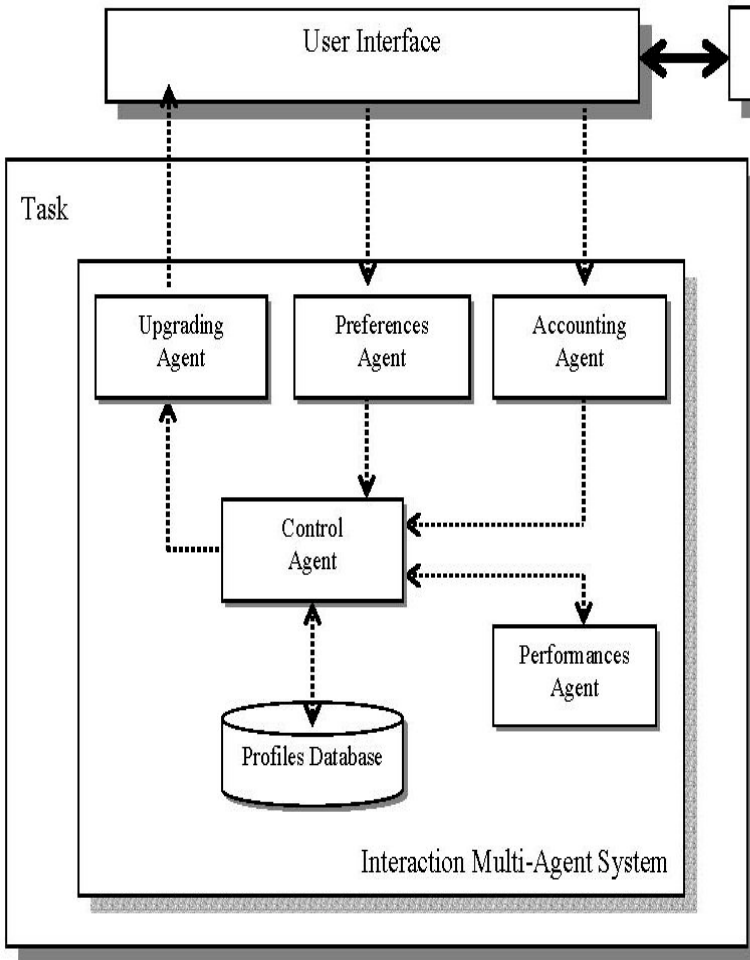 User Interface
Task
Upgrading
Agent
Preferences
Agent
Accounting
Agent
Control
Agent
Performances
Agent
Profiles Database
Interaction Multi-Agent System